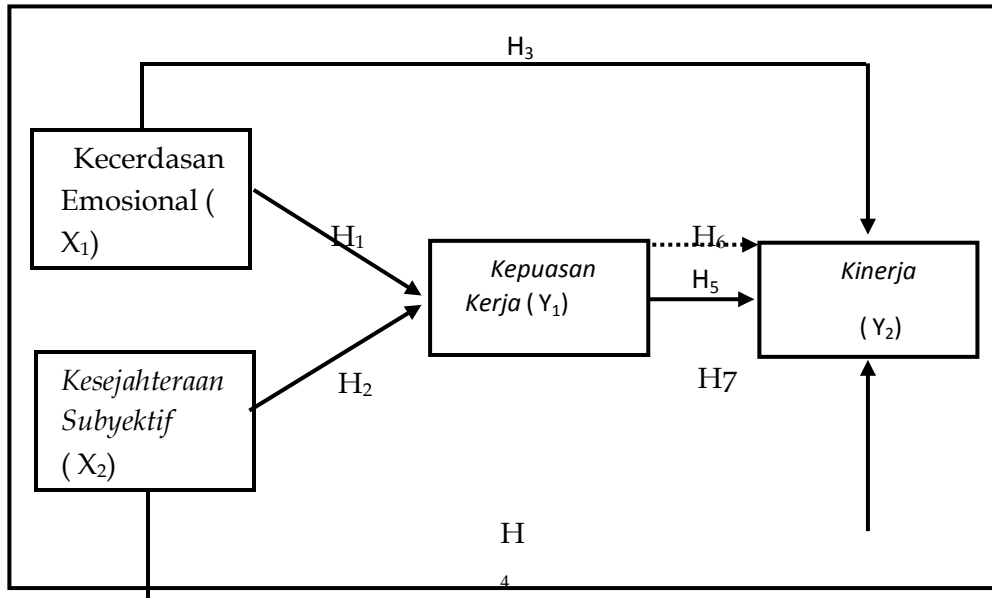 H₃
Kecerdasan
Emosional (
X₁)
H₁
H₆
Kepuasan
Kerja ( Y₁)
H₅
Kinerja
( Y₂)
Kesejahteraan
Subyektif
( X₂)
H₂
H7
H
4